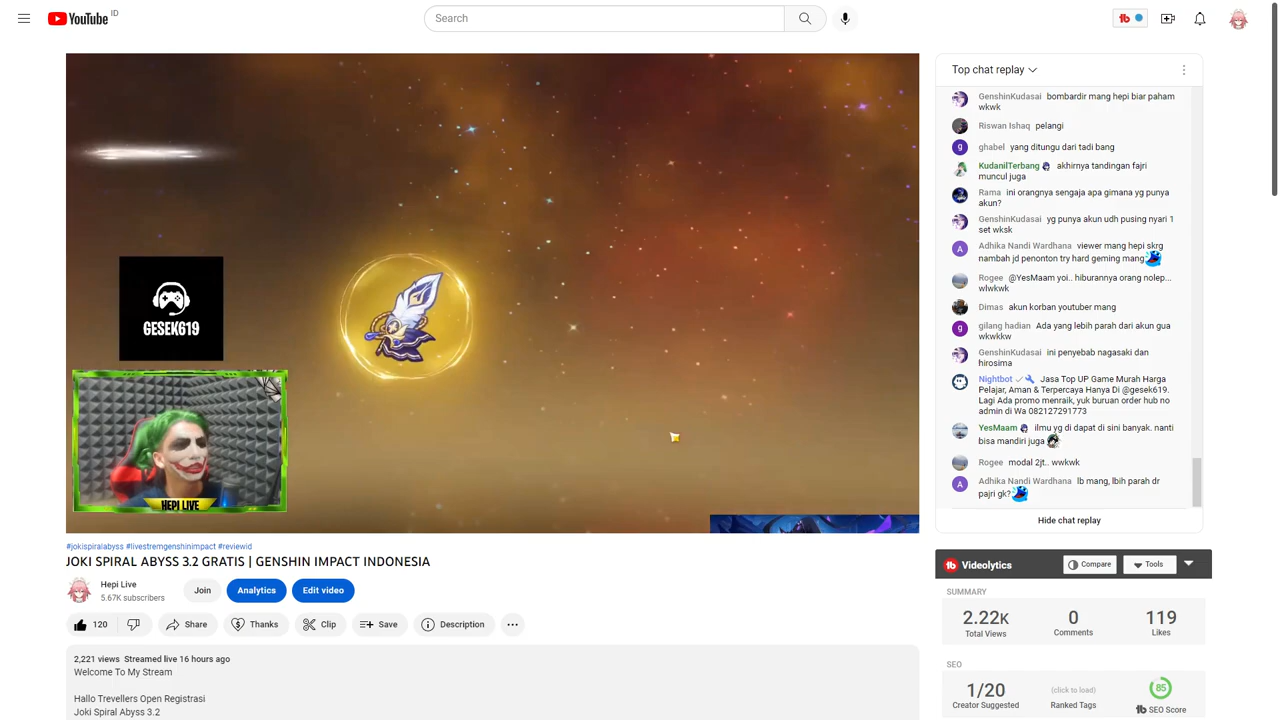 YouTube ID
Search
GESEK619
HEPI LIVE
#jokispiralabyss #livestremgenshinimpact #reviewid
JOKI SPIRAL ABYSS 3.2 GRATIS | GENSHIN IMPACT INDONESIA
Hepi Live
5.67K subscribers
Join
Analytics
Edit video
120
Share
Thanks
Clip
Save
Description
2,221 views Streamed live 16 hours ago
Welcome To My Stream
Hallo Trevellers Open Registrasi
Joki Spiral Abyss 3.2
Top chat replay
GenshinKudasai bombardir mang hepi biar paham
wkwk
Riswan Ishaq pelangi
g ghabel yang ditungu dari tadi bang
KudanilTerbang akhirnya tandingan fajri
muncul juga
Rama ini orangnya sengaja apa gimana yg punya
akun?
GenshinKudasai yg punya akun udh pusing nyari 1
set wksk
A Adhika Nandi Wardhana viewer mang hepi skrg
nambah jd penonton try hard geming mang
Rogee @YesMaam yoi.. hiburannya orang nolep...
wlwkwk
Dimas akun korban youtuber mang
g gilang hadian Ada yang lebih parah dari akun gua
wkwkkw
GenshinKudasai ini penyebab nagasaki dan
hirosima
Nightbot Jasa Top UP Game Murah Harga
Pelajar, Aman & Terpercaya Hanya Di @gesek619.
Lagi Ada promo menraik, yuk buruan order hub no
admin di Wa 082127291773
YesMaam ilmu yg di dapat di sini banyak. nanti
bisa mandiri juga
Rogee modal 2jt.. wwkwk
A Adhika Nandi Wardhana lb mang, lbih parah dr
pajri gk?
Hide chat replay
tb Videolytics
Compare
Tools
SUMMARY
2.22K
Total Views
0
Comments
119
Likes
SEO
1/20
Creator Suggested
(click to load)
Ranked Tags
85
tb SEO Score
tb